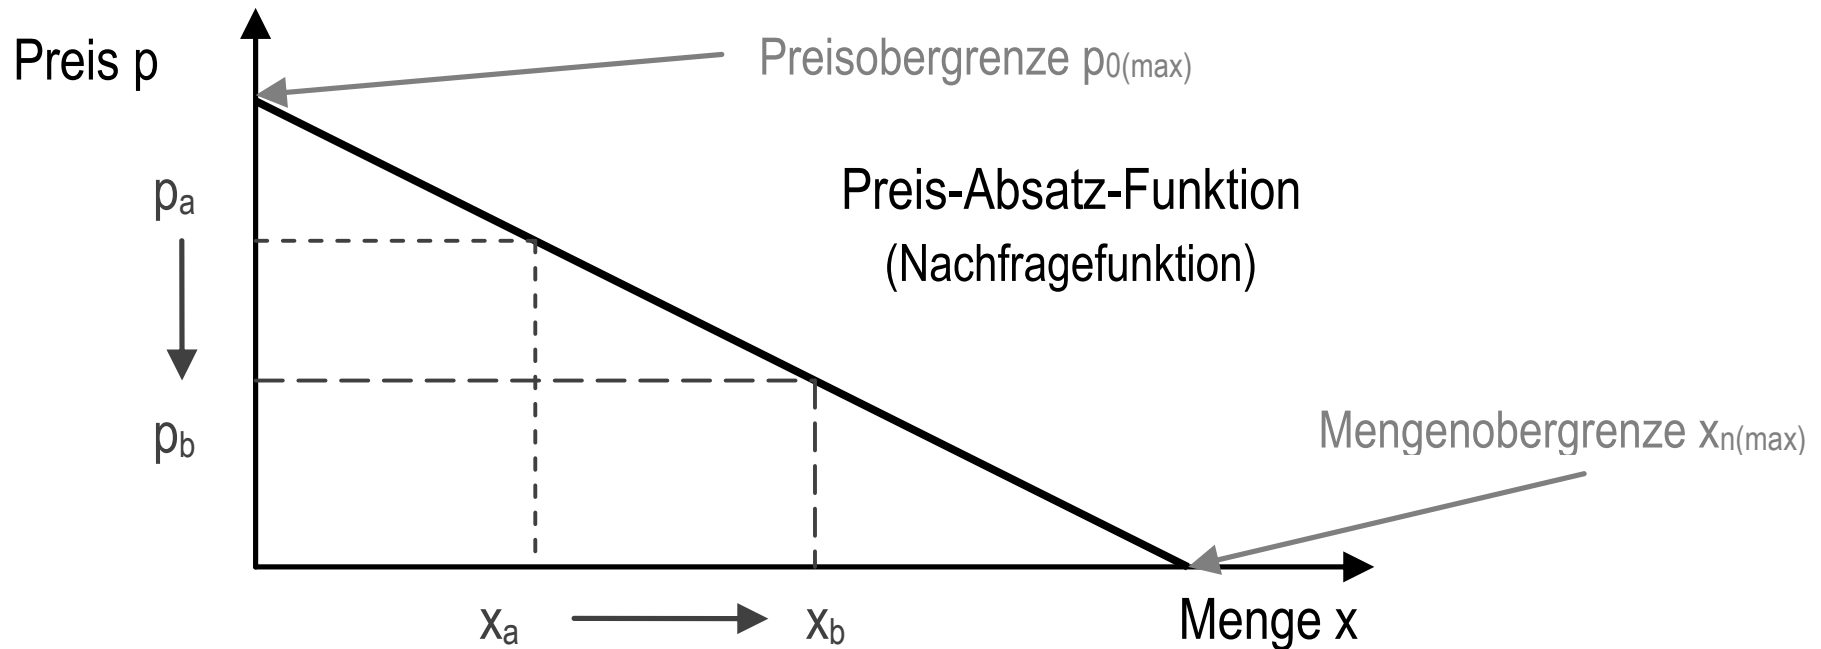 Preis p
Preisobergrenze p0(max)
Preis-Absatz-Funktion
(Nachfragefunktion)
pa
pb
Mengenobergrenze xn(max)
xa
xb
Menge x